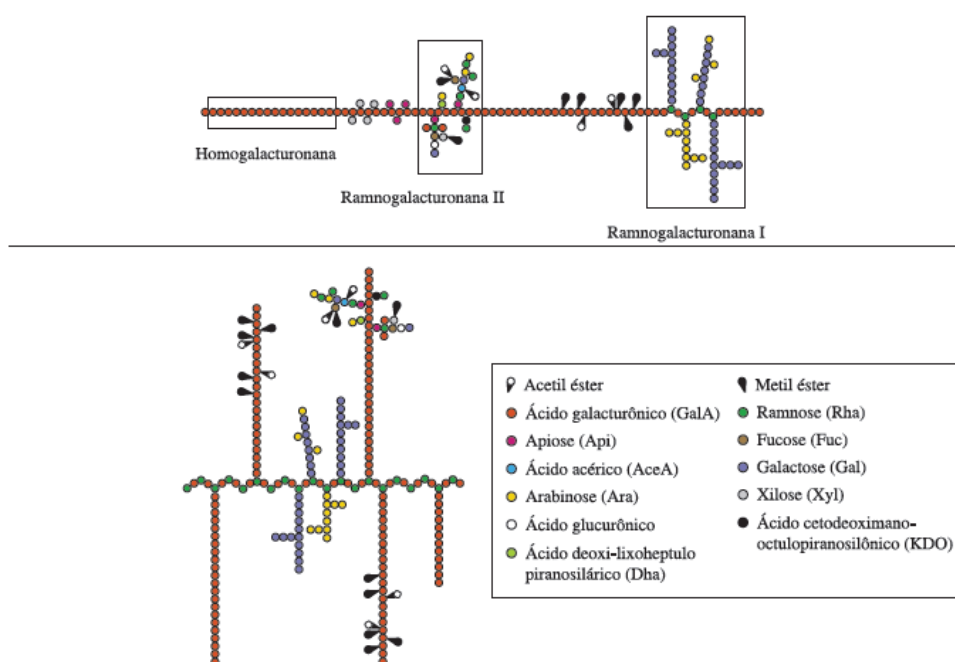 Homogalacturonana
Ramnogalacturonana II
Ramnogalacturonana I
Acetil éster
Ácido galacturônico (GalA)
Apiose (Api)
Ácido acérico (AceA)
Arabinose (Ara)
Ácido glucurônico
Ácido deoxi-lixoheptulo
piranosilárico (Dha)
Metil éster
Ramnose (Rha)
Fucose (Fuc)
Galactose (Gal)
Xilose (Xyl)
Ácido cetodeoximano-
octulopiranosilônico (KDO)